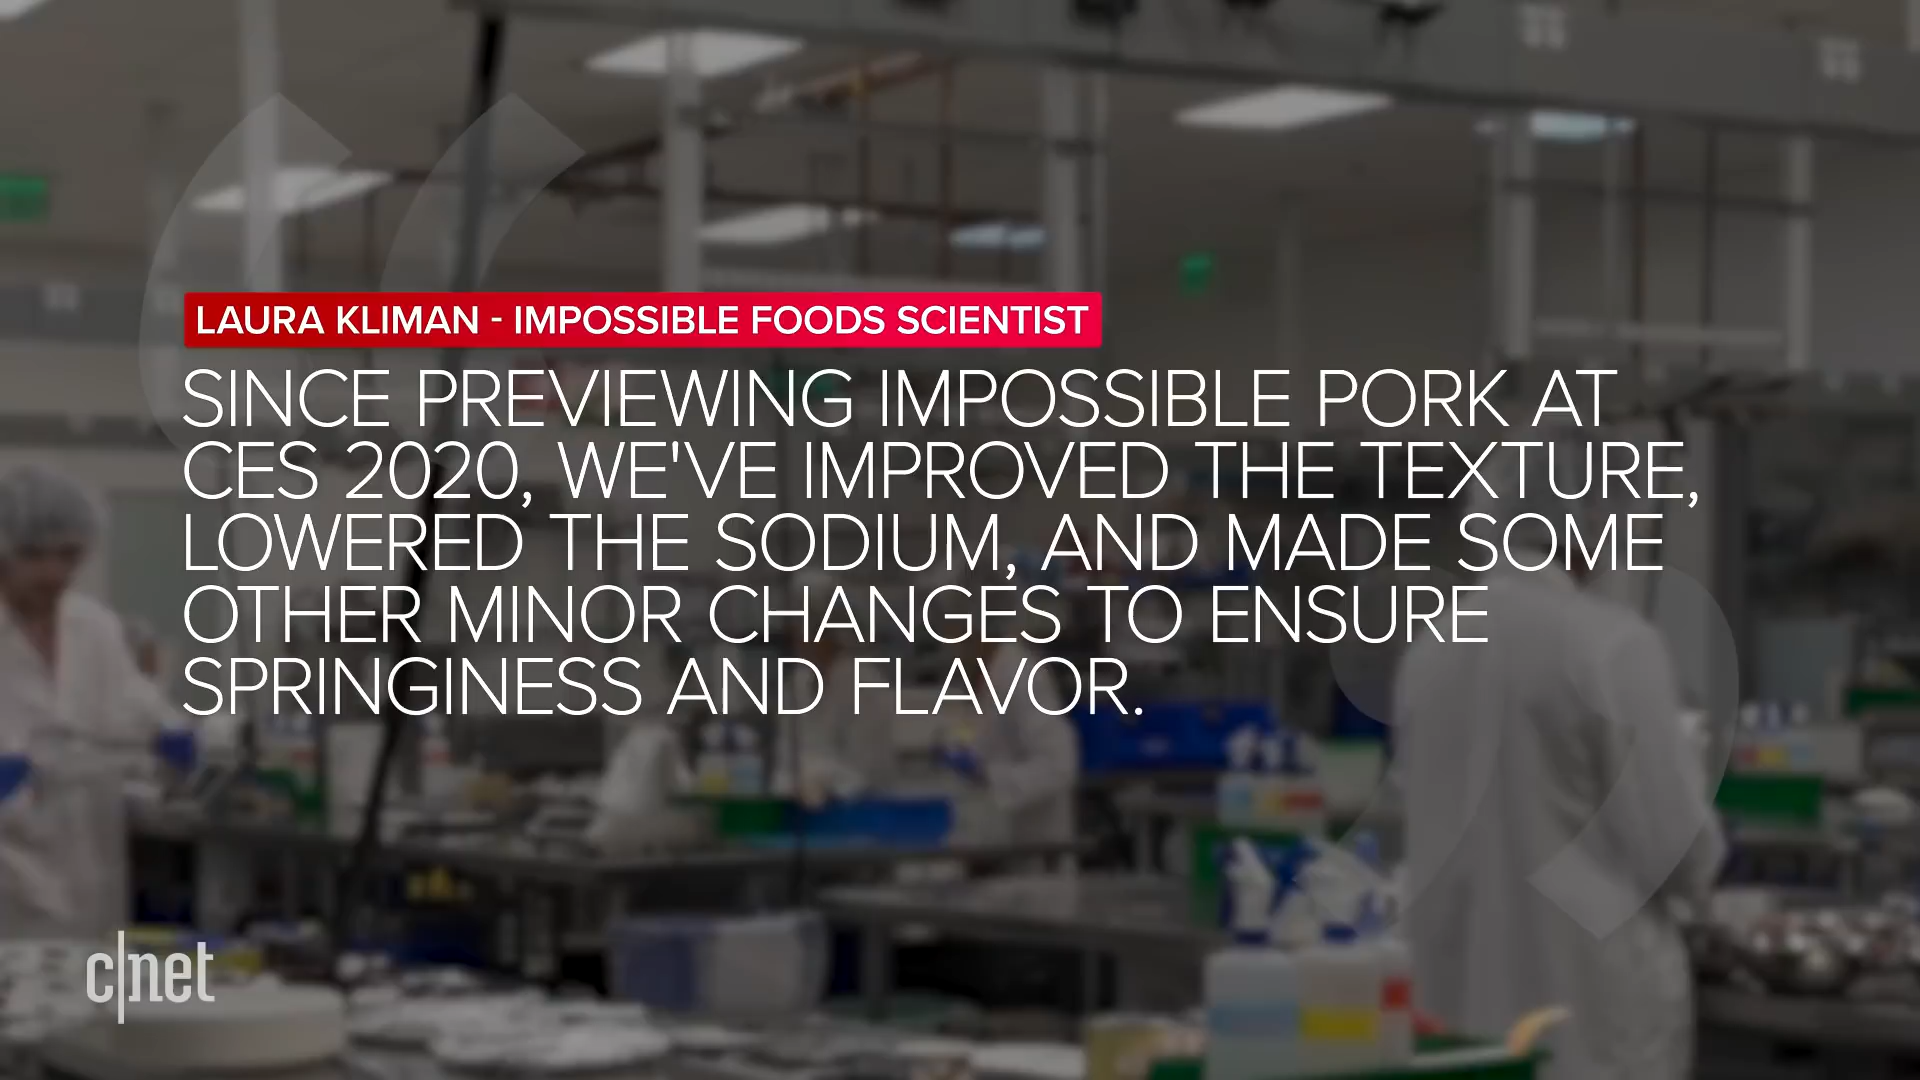 LAURA KLIMAN - IMPOSSIBLE FOODS SCIENTIST
SINCE PREVIEWING IMPOSSIBLE PORK AT
CES 2020, WE'VE IMPROVED THE TEXTURE,
LOWERED THE SODIUM, AND MADE SOME
OTHER MINOR CHANGES TO ENSURE
SPRINGINESS AND FLAVOR.
c|net